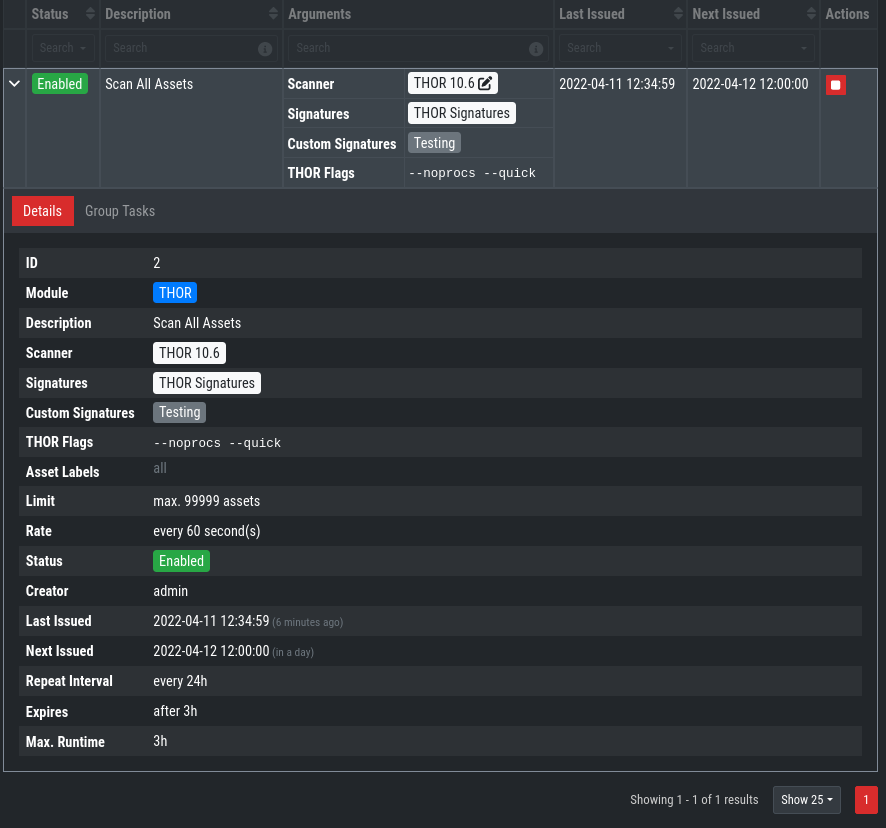 Status Description Arguments Last Issued Next Issued Actions
Search Search Search Search Search
Enabled Scan All Assets Scanner THOR 10.6 2022-04-11 12:34:59 2022-04-12 12:00:00
Signatures THOR Signatures
Custom Signatures Testing
THOR Flags --noprocs --quick
Details Group Tasks
ID 2
Module THOR
Description Scan All Assets
Scanner THOR 10.6
Signatures THOR Signatures
Custom Signatures Testing
THOR Flags --noprocs --quick
Asset Labels all
Limit max. 99999 assets
Rate every 60 second(s)
Status Enabled
Creator admin
Last Issued 2022-04-11 12:34:59 (6 minutes ago)
Next Issued 2022-04-12 12:00:00 (in a day)
Repeat Interval every 24h
Expires after 3h
Max. Runtime 3h
Showing 1 - 1 of 1 results Show 25 1